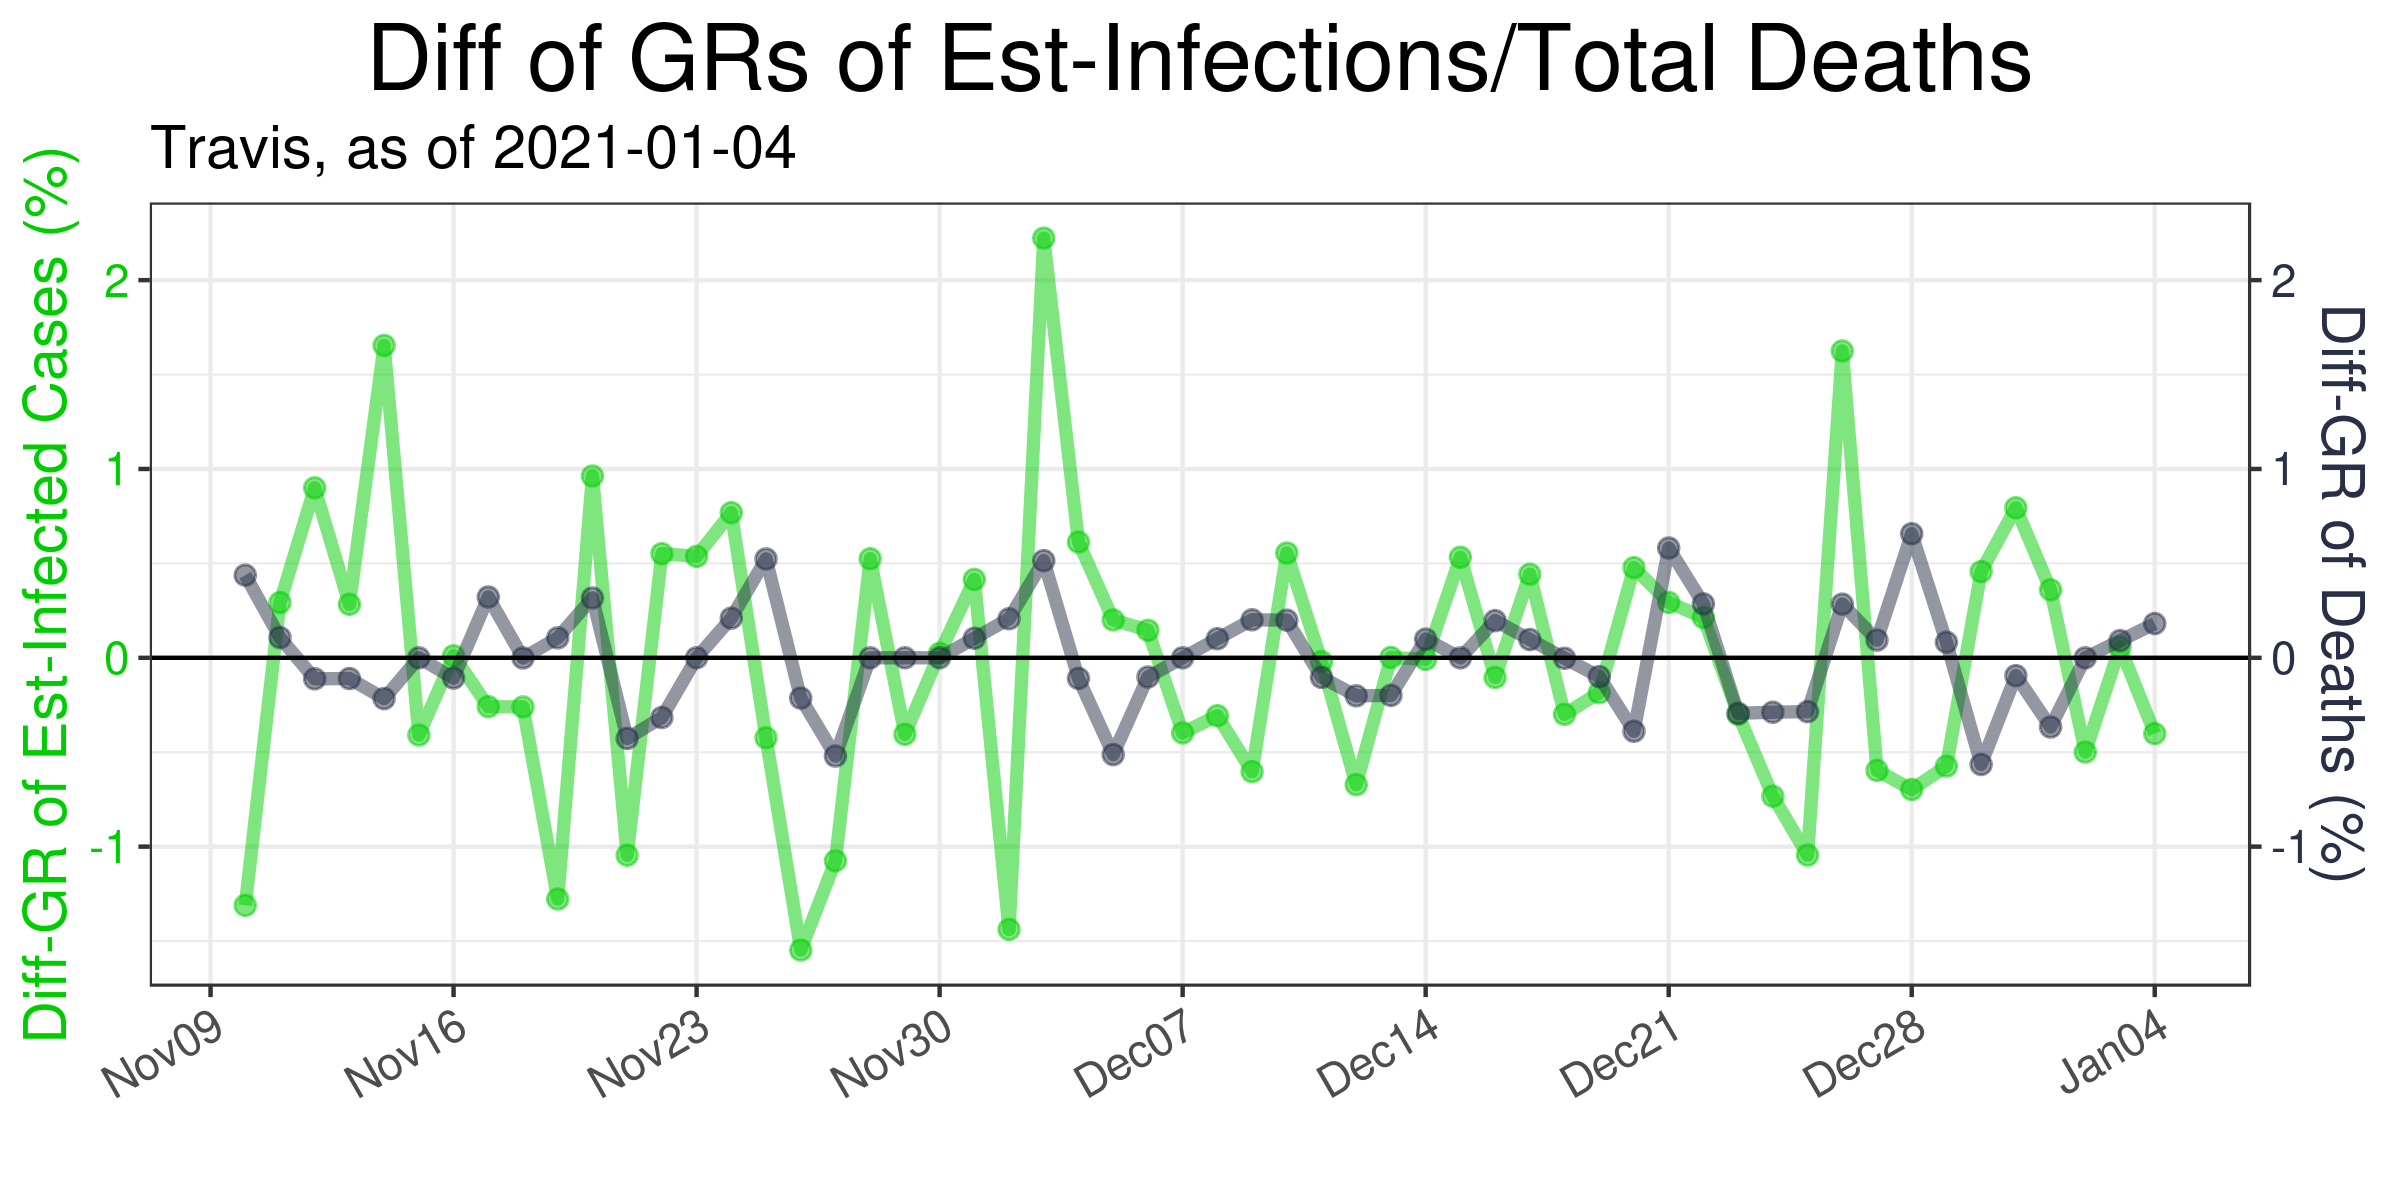 Diff of GRs of Est-Infections/Total Deaths
Travis, as of 2021-01-04
Diff-GR of Est-Infected Cases (%)
2
1
0
-1
2
1
0
-1
Diff-GR of Deaths (%)
Nov09 Nov16 Nov23 Nov30 Dec07 Dec14 Dec21 Dec28 Jan04